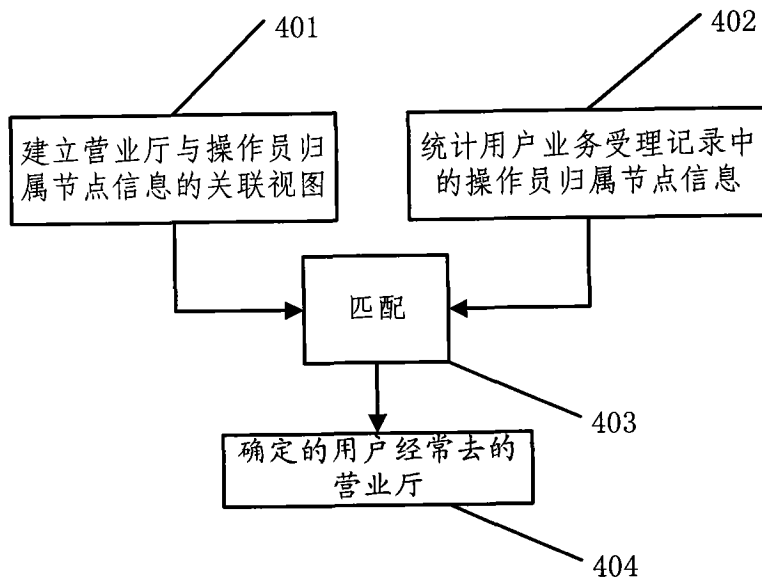 401
402
建立营业厅与操作员归
属节点信息的关联视图
统计用户业务受理记录中
的操作员归属节点信息
匹配
403
确定的用户经常去的
营业厅
404